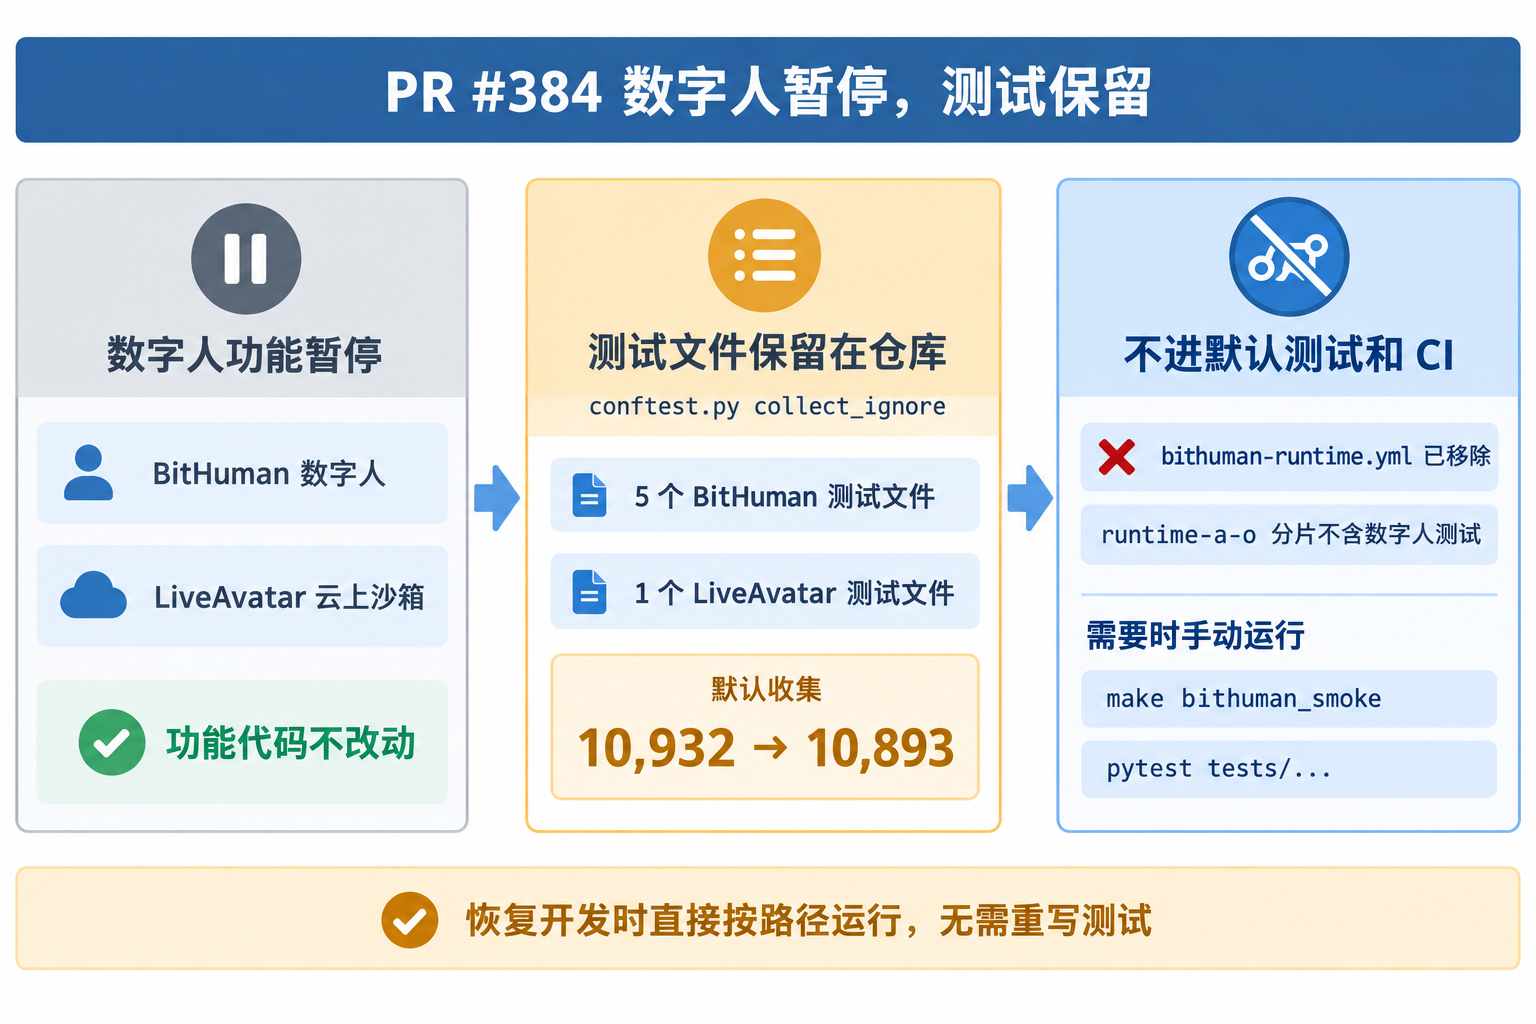 PR #384 数字人暂停，测试保留
数字人功能暂停
BitHuman 数字人
LiveAvatar 云上沙箱
功能代码不改动
测试文件保留在仓库
conftest.py collect_ignore
5 个 BitHuman 测试文件
1 个 LiveAvatar 测试文件
默认收集
10,932 → 10,893
不进默认测试和 CI
bithuman-runtime.yml 已移除
runtime-a-o 分片不含数字人测试
需要时手动运行
make bithuman_smoke
pytest tests/...
恢复开发时直接按路径运行，无需重写测试